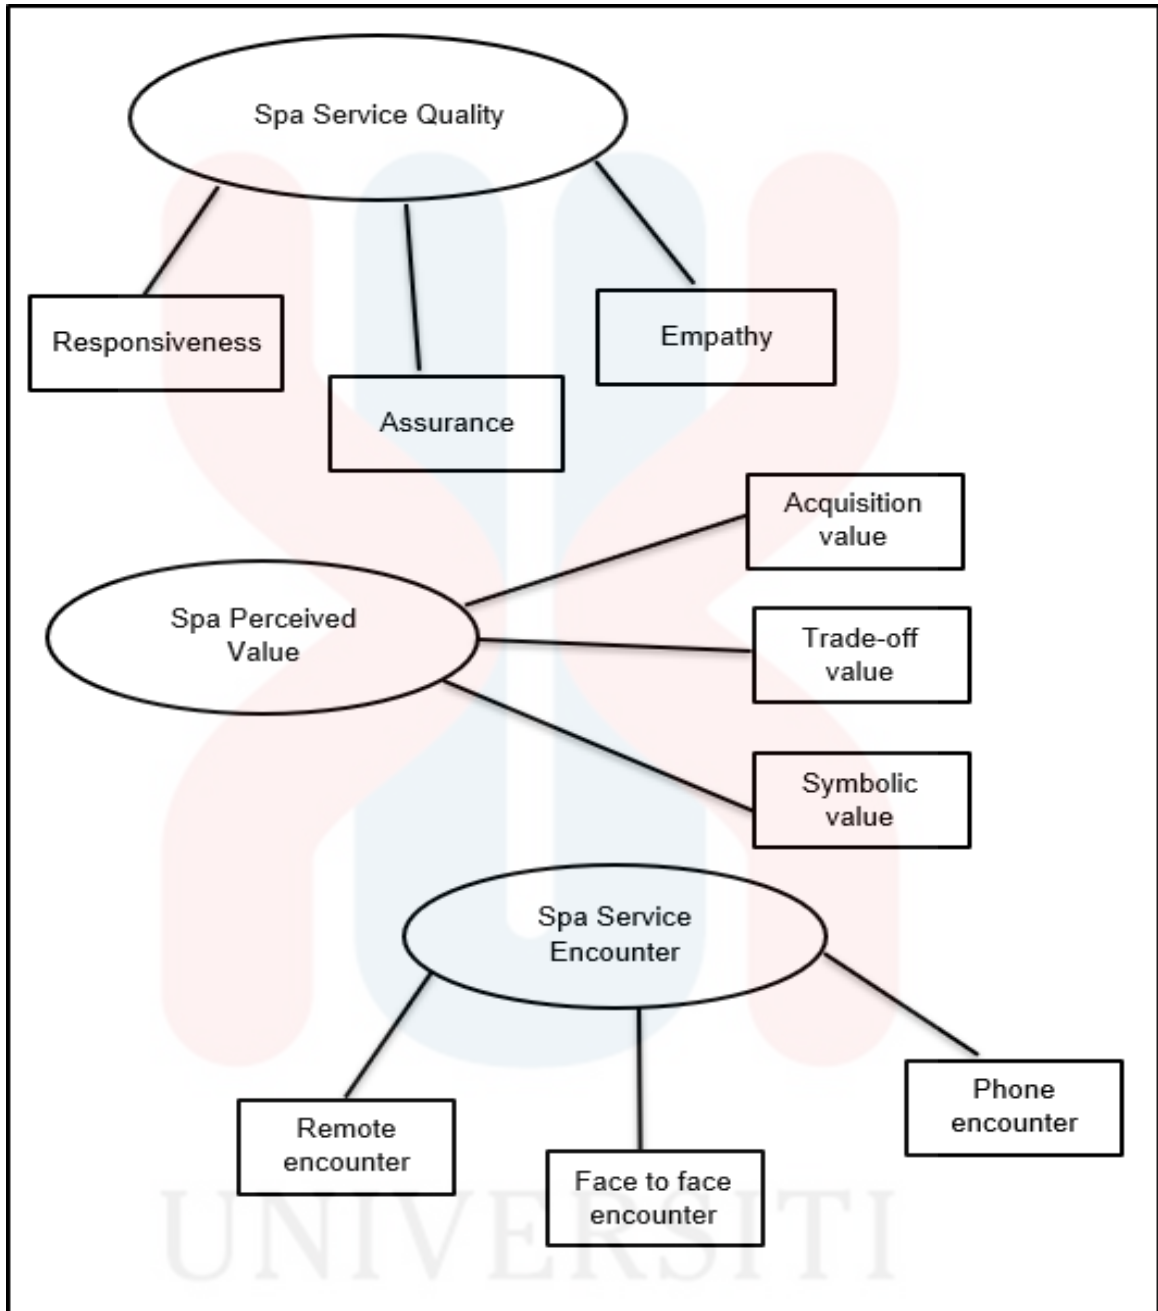 Spa Service Quality
Responsiveness
Empathy
Assurance
Acquisition
value
Spa Perceived
Value
Trade-off
value
Symbolic
value
Spa Service
Encounter
Phone
encounter
Remote
encounter
Face to face
encounter
UNIVERSITI